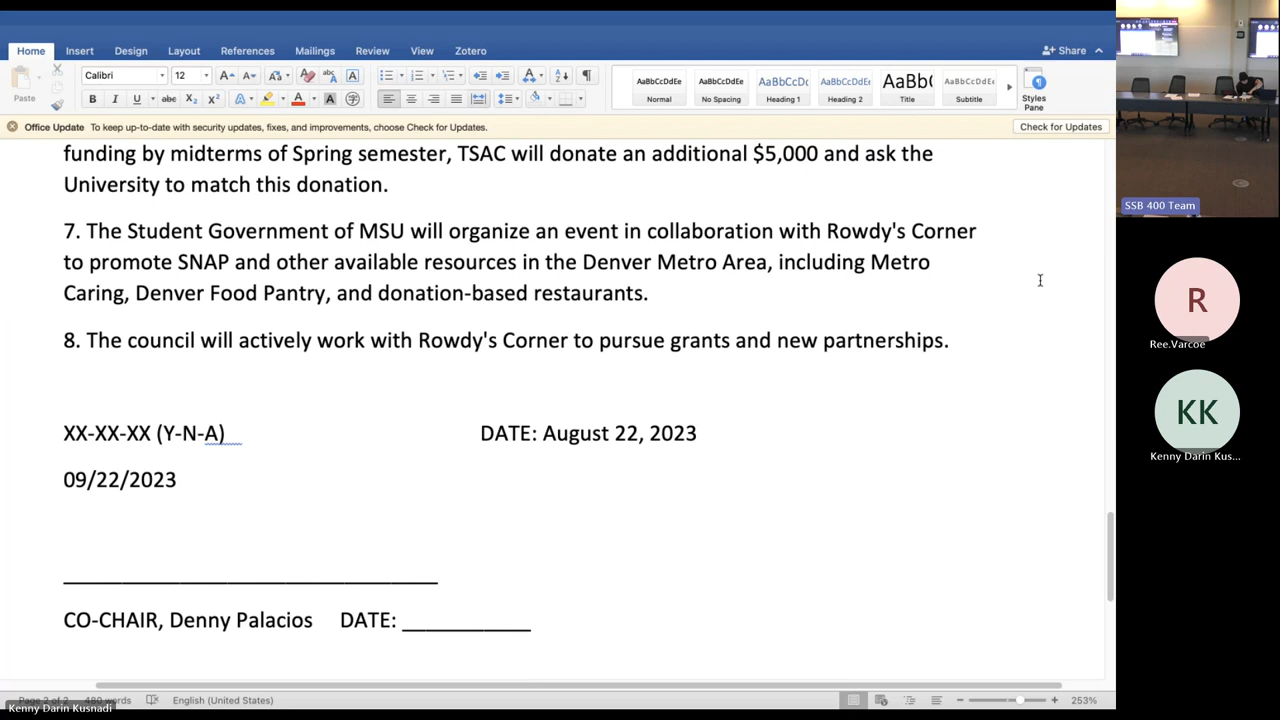 Home Insert Design Layout References Mailings Review View Zotero Share
Paste
Calibri 12
AaBbCcDdEe AaBbCcDdEe AaBbCcDc AaBbCcDdEe AaBb( AaBbCcDdEe
Normal No Spacing Heading 1 Heading 2 Title Subtitle
Styles
Pane
Office Update To keep up-to-date with security updates, fixes, and improvements, choose Check for Updates. Check for Updates
funding by midterms of Spring semester, TSAC will donate an additional $5,000 and ask the
University to match this donation.
7. The Student Government of MSU will organize an event in collaboration with Rowdy's Corner
to promote SNAP and other available resources in the Denver Metro Area, including Metro
Caring, Denver Food Pantry, and donation-based restaurants.
8. The council will actively work with Rowdy's Corner to pursue grants and new partnerships.
XX-XX-XX (Y-N-A) DATE: August 22, 2023
09/22/2023
CO-CHAIR, Denny Palacios DATE: ____________
Page 2 of 2 480 words English (United States) 253%
Kenny Darin Kusnadi
SSB 400 Team
R
Ree.Varcoe
KK
Kenny Darin Kus...